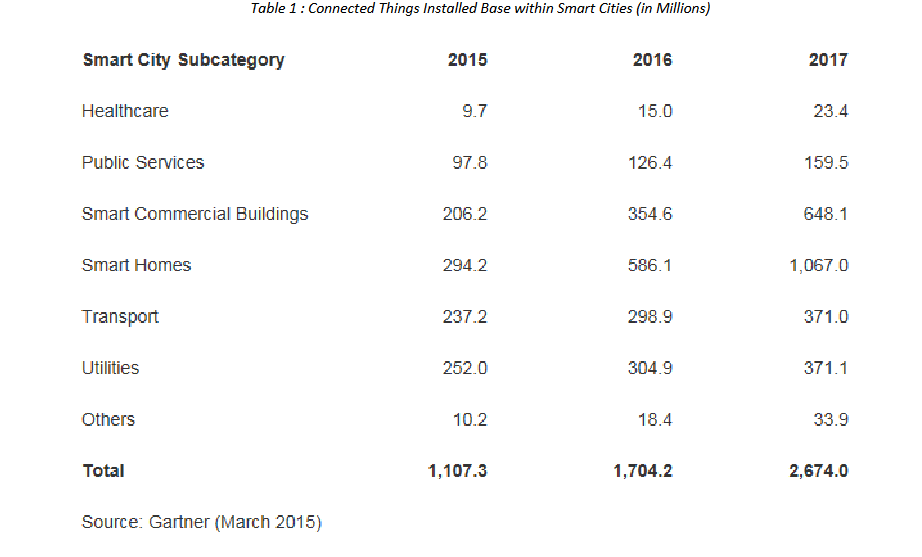 Table 1 : Connected Things Installed Base within Smart Cities (in Millions)
Smart City Subcategory 2015 2016 2017
Healthcare 9.7 15.0 23.4
Public Services 97.8 126.4 159.5
Smart Commercial Buildings 206.2 354.6 648.1
Smart Homes 294.2 586.1 1,067.0
Transport 237.2 298.9 371.0
Utilities 252.0 304.9 371.1
Others 10.2 18.4 33.9
Total 1,107.3 1,704.2 2,674.0
Source: Gartner (March 2015)